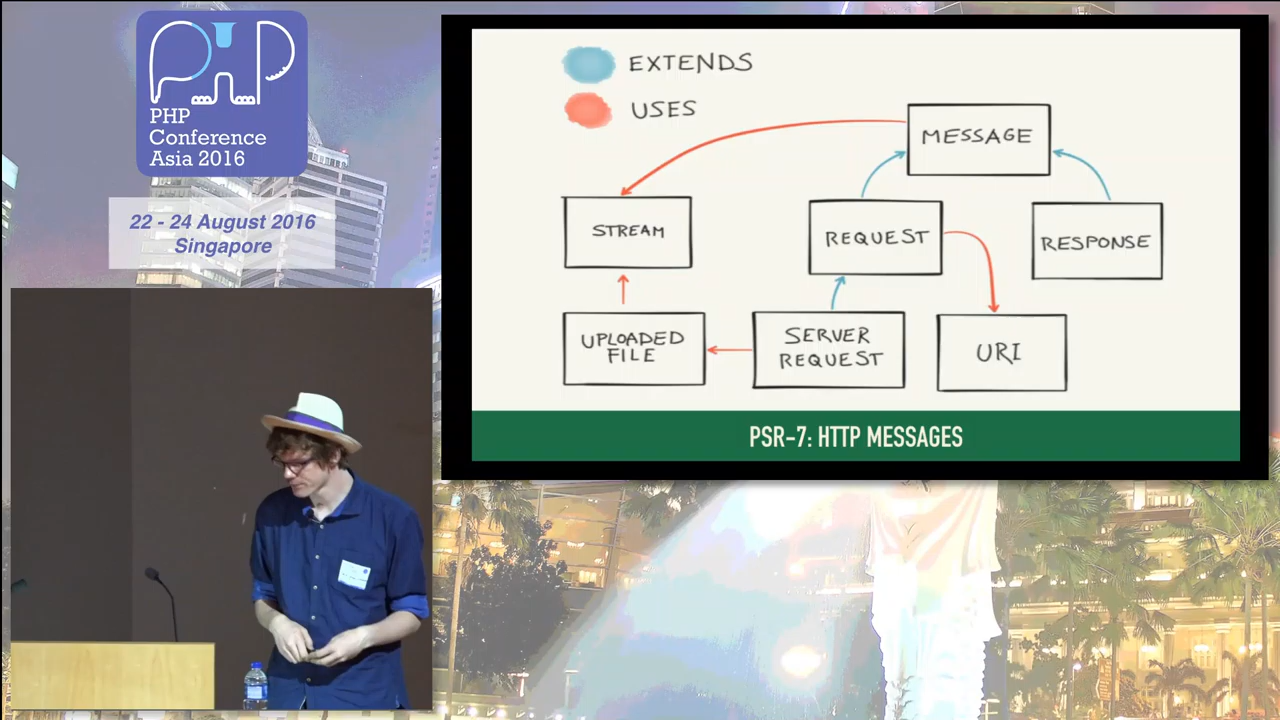 PHP
PHP
Conference
Asia 2016
22 - 24 August 2016
Singapore
EXTENDS
USES
MESSAGE
STREAM
REQUEST
RESPONSE
UPLOADED
FILE
SERVER
REQUEST
URI
PSR-7: HTTP MESSAGES